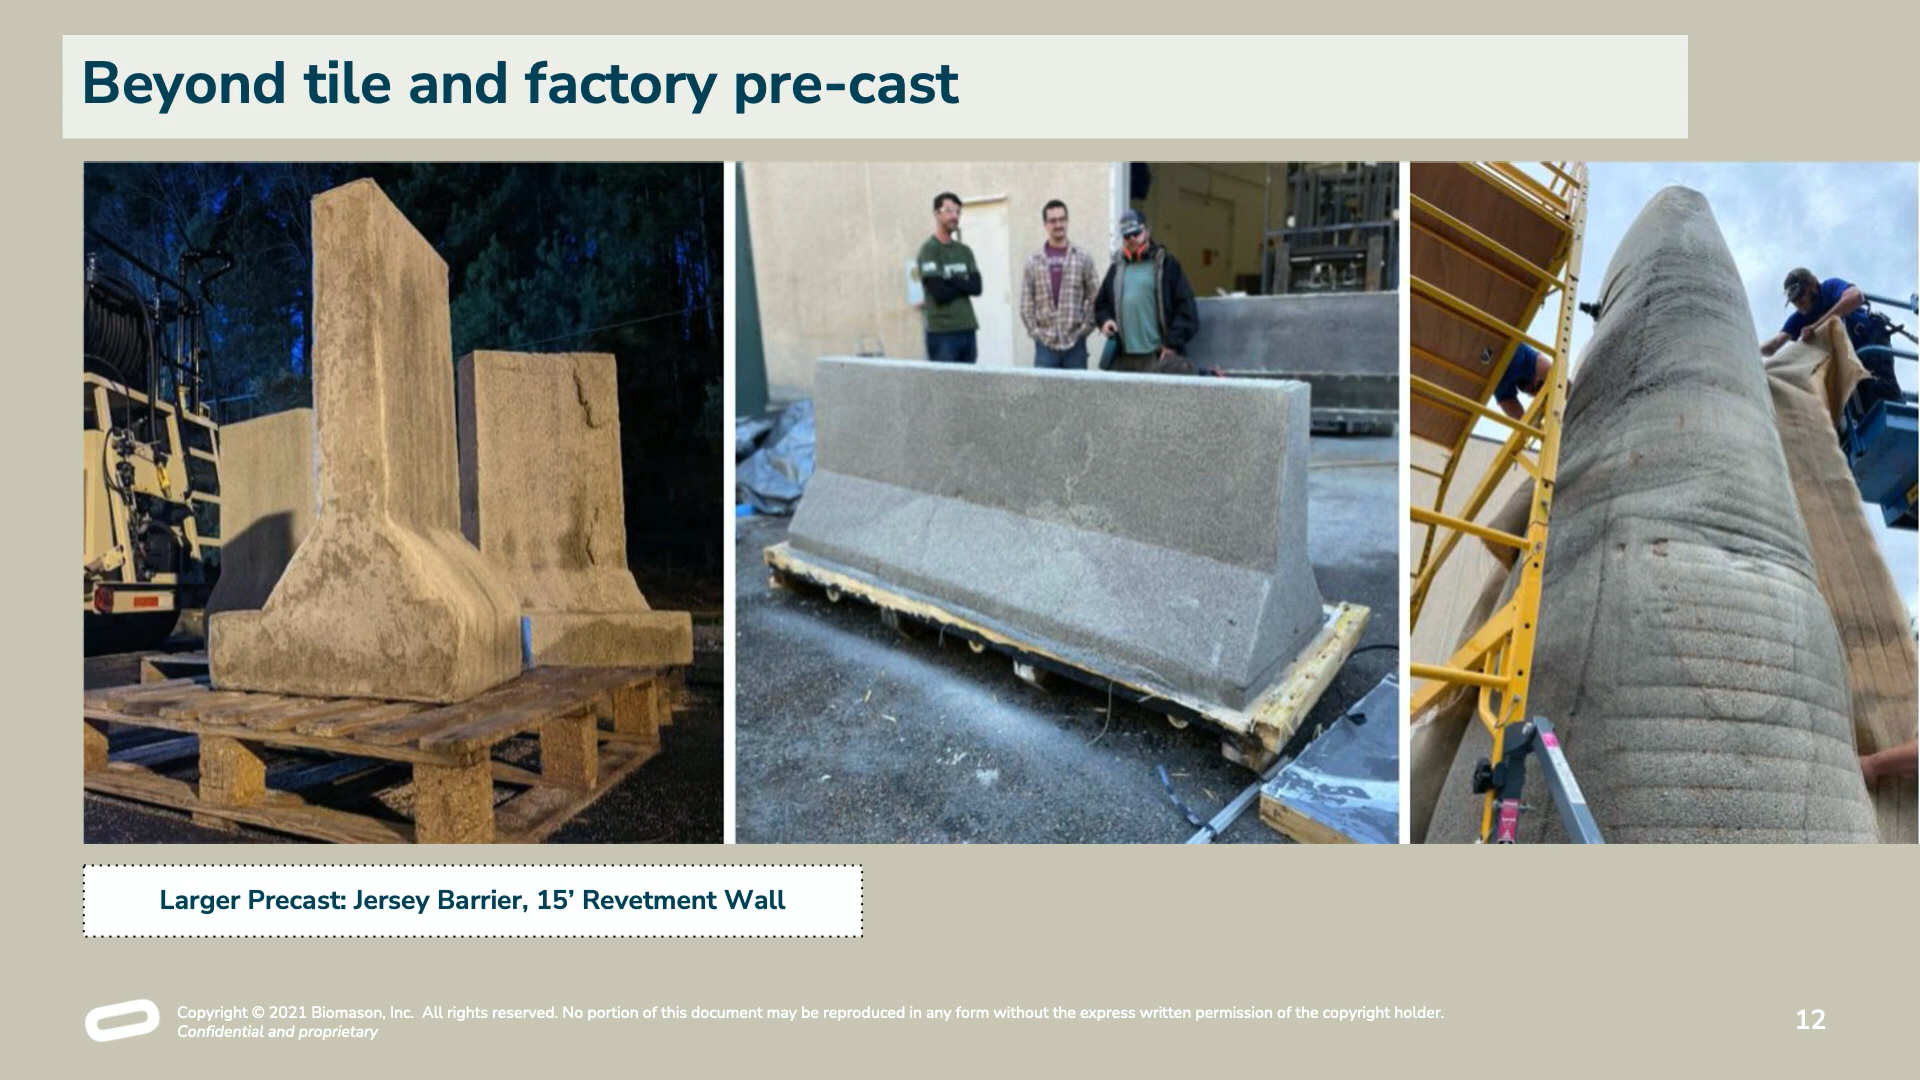 Beyond tile and factory pre-cast
Larger Precast: Jersey Barrier, 15’ Revetment Wall
Copyright © 2021 Biomason, Inc.  All rights reserved. No portion of this document may be reproduced in any form without the express written permission of the copyright holder.
Confidential and proprietary
12